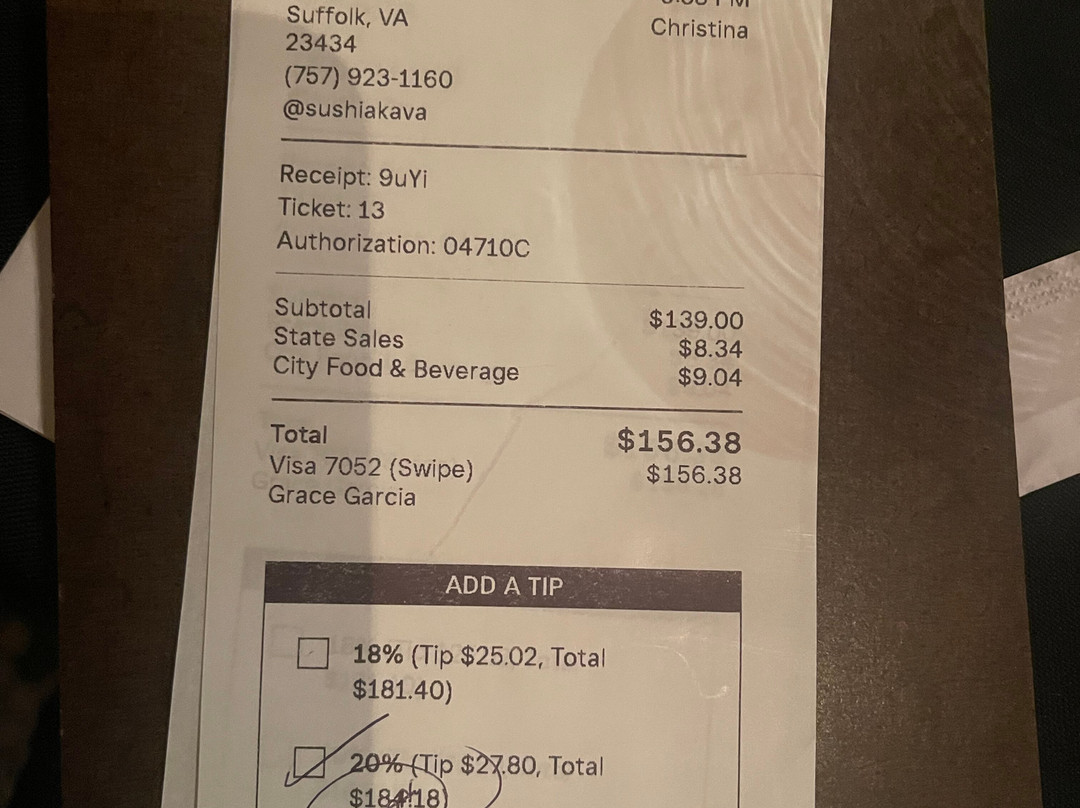 Suffolk, VA
Christina
23434
(757) 923-1160
@sushiakava
Receipt: 9uYi
Ticket: 13
Authorization: 04710C
Subtotal $139.00
State Sales $8.34
City Food & Beverage $9.04
Total $156.38
Visa 7052 (Swipe) $156.38
Grace Garcia
ADD A TIP
18% (Tip $25.02, Total
$181.40)
20% (Tip $27.80, Total
$184.18)